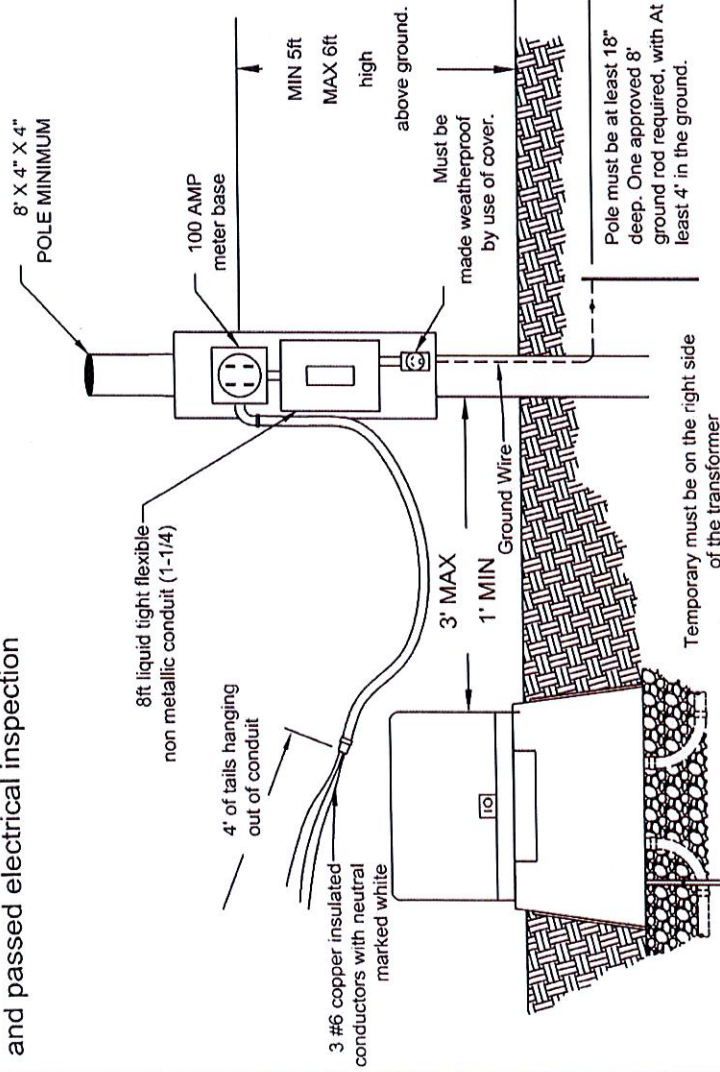 and passed electrical inspection
8' X 4" X 4"
POLE MINIMUM
100 AMP
meter base
MIN 5ft
MAX 6ft
high
above ground.
Must be
made weatherproof
by use of cover.
8ft liquid tight flexible
non metallic conduit (1-1/4)
4' of tails hanging
out of conduit
3 #6 copper insulated
conductors with neutral
marked white
3' MAX
1' MIN
Ground Wire
Pole must be at least 18"
deep. One approved 8'
ground rod required, with At
least 4' in the ground.
Temporary must be on the right side
of the transformer